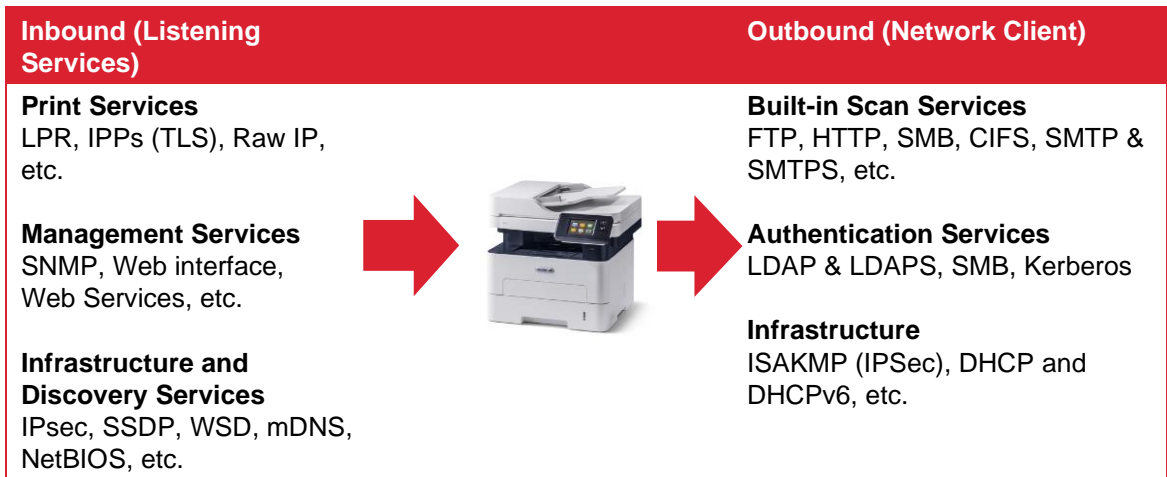 Inbound (Listening
Services)
Outbound (Network Client)
Print Services
LPR, IPPs (TLS), Raw IP,
etc.
Management Services
SNMP, Web interface,
Web Services, etc.
Infrastructure and
Discovery Services
IPsec, SSDP, WSD, mDNS,
NetBIOS, etc.
Built-in Scan Services
FTP, HTTP, SMB, CIFS, SMTP &
SMTPS, etc.
Authentication Services
LDAP & LDAPS, SMB, Kerberos
Infrastructure
ISAKMP (IPSec), DHCP and
DHCPv6, etc.